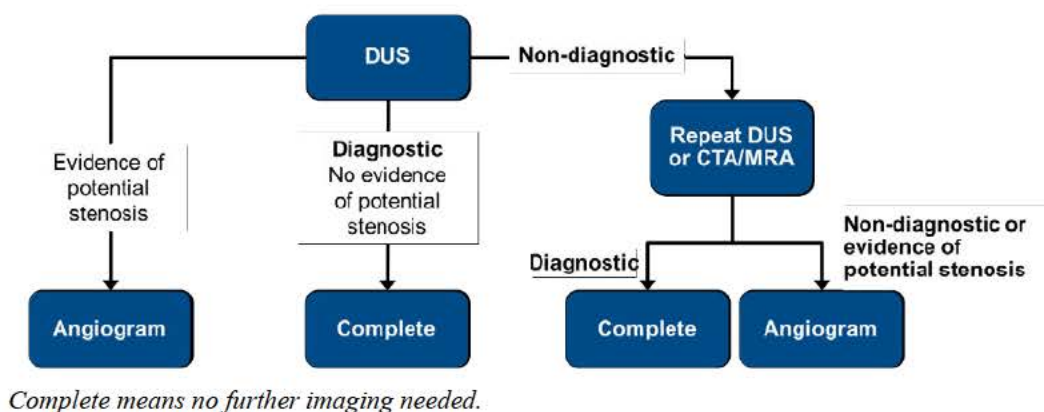 DUS
Non-diagnostic
Repeat DUS
or CTA/MRA
Evidence of
potential
stenosis
Diagnostic
No evidence
of potential
stenosis
Non-diagnostic or
evidence of
potential stenosis
Diagnostic
Angiogram
Complete
Complete
Angiogram
Complete means no further imaging needed.